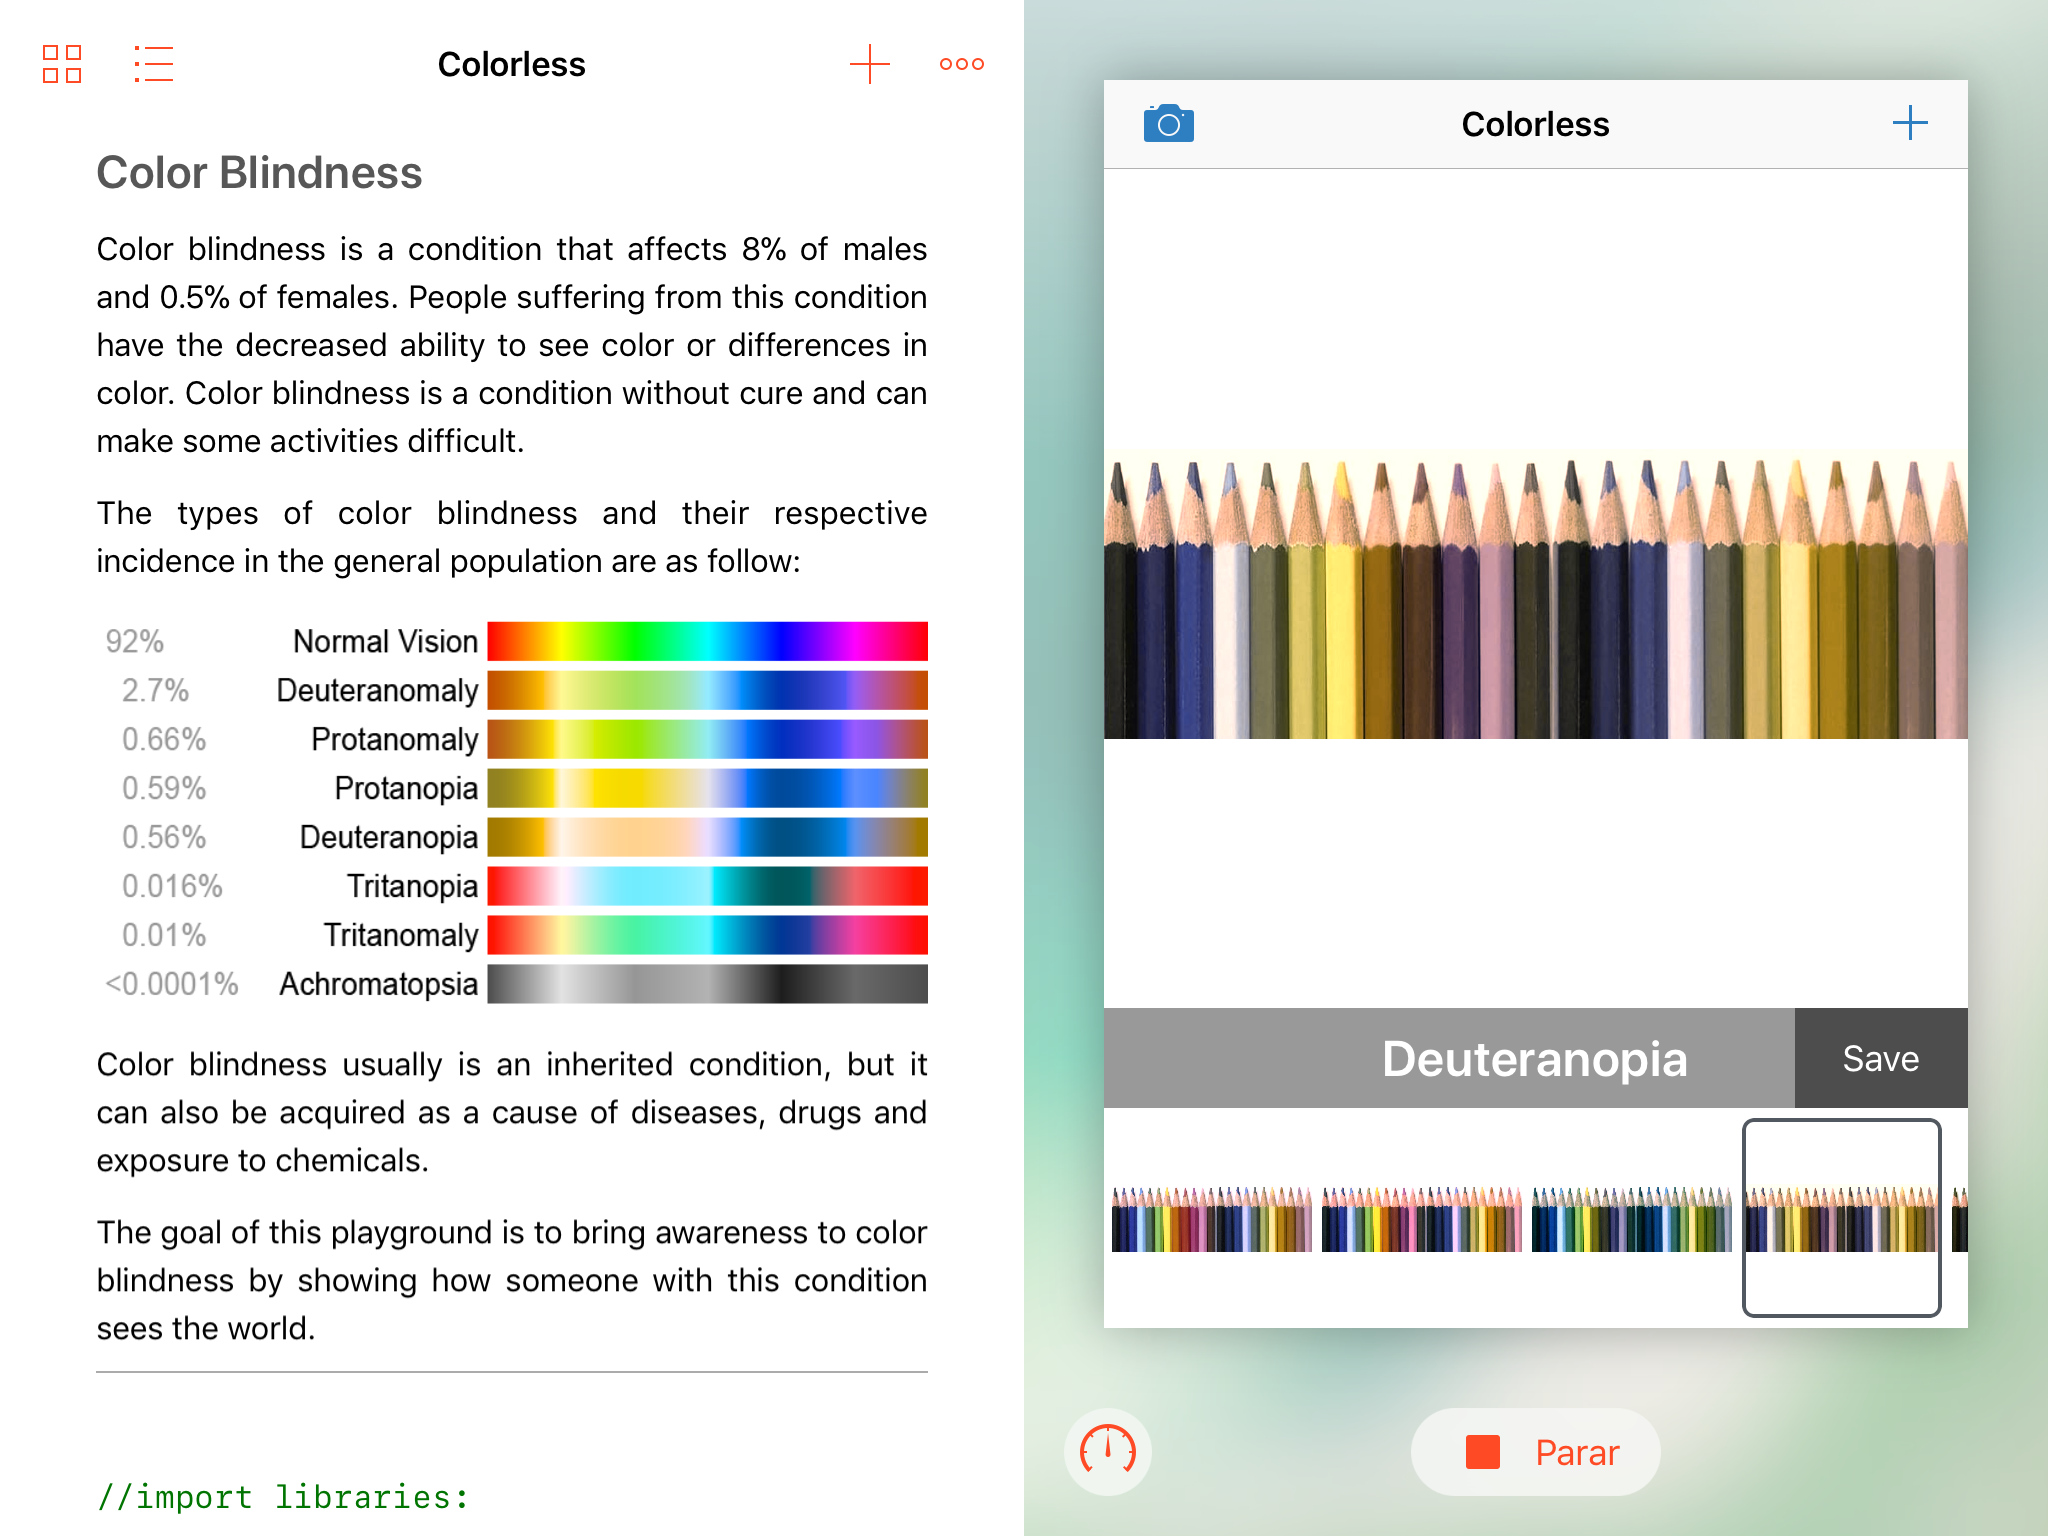 Colorless
Color Blindness
Color blindness is a condition that affects 8% of males
and 0.5% of females. People suffering from this condition
have the decreased ability to see color or differences in
color. Color blindness is a condition without cure and can
make some activities difficult.
The types of color blindness and their respective
incidence in the general population are as follow:
92% Normal Vision
2.7% Deuteranomaly
0.66% Protanomaly
0.59% Protanopia
0.56% Deuteranopia
0.016% Tritanopia
0.01% Tritanomaly
<0.0001% Achromatopsia
Color blindness usually is an inherited condition, but it
can also be acquired as a cause of diseases, drugs and
exposure to chemicals.
The goal of this playground is to bring awareness to color
blindness by showing how someone with this condition
sees the world.
//import libraries:
Colorless
Deuteranopia
Save
Parar